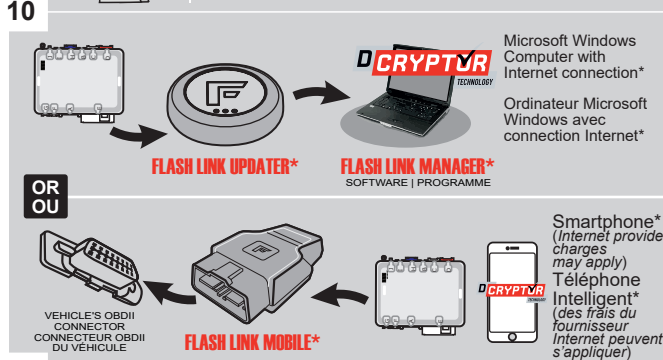 10
DCRYPTOR
TECHNOLOGY
Microsoft Windows
Computer with
Internet connection*
Ordinateur Microsoft
Windows avec
connection Internet*
FLASH LINK UPDATER*
FLASH LINK MANAGER*
SOFTWARE | PROGRAMME
OR
OU
VEHICLE'S OBDII
CONNECTOR
CONNECTEUR OBDII
DU VÉHICULE
FLASH LINK MOBILE*
DCRYPTOR
TECHNOLOGY
Smartphone*
(Internet provide
charges
may apply)
Téléphone
Intelligent*
(des frais du
fournisseur
Internet peuvent
s'appliquer)